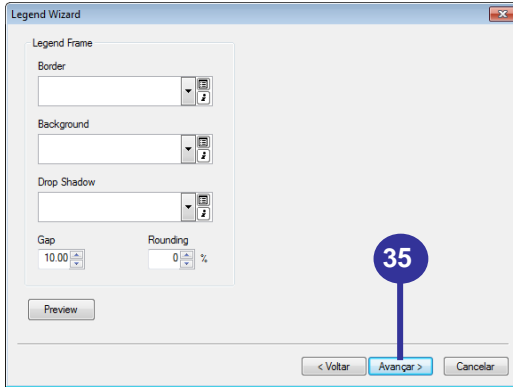 Legend Wizard
Legend Frame
Border
Background
Drop Shadow
Gap
Rounding
10.00
0 %
35
Preview
< Voltar
Avançar >
Cancelar